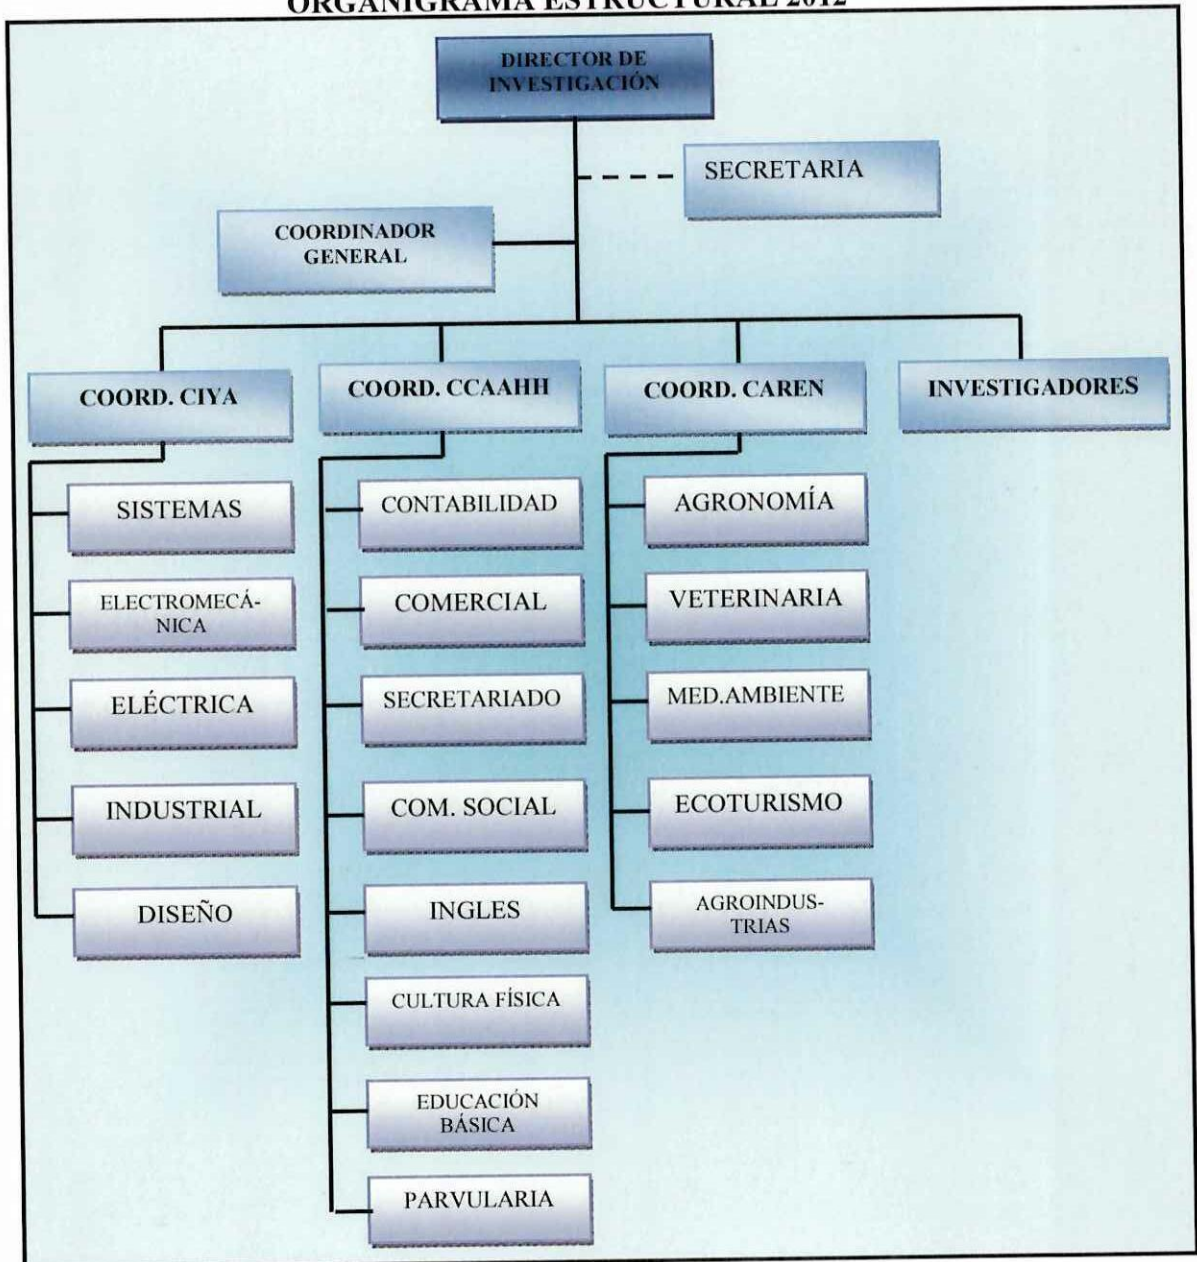 ORGANIGRAMA ESTRUCTURAL 2012
DIRECTOR DE
INVESTIGACIÓN
SECRETARIA
COORDINADOR
GENERAL
COORD. CIYA
COORD. CCAAHH
COORD. CAREN
INVESTIGADORES
SISTEMAS
ELECTROMECÁ-
NICA
ELÉCTRICA
INDUSTRIAL
DISEÑO
CONTABILIDAD
COMERCIAL
SECRETARIADO
COM. SOCIAL
INGLES
CULTURA FÍSICA
EDUCACIÓN
BÁSICA
PARVULARIA
AGRONOMÍA
VETERINARIA
MED.AMBIENTE
ECOTURISMO
AGROINDUS-
TRIAS